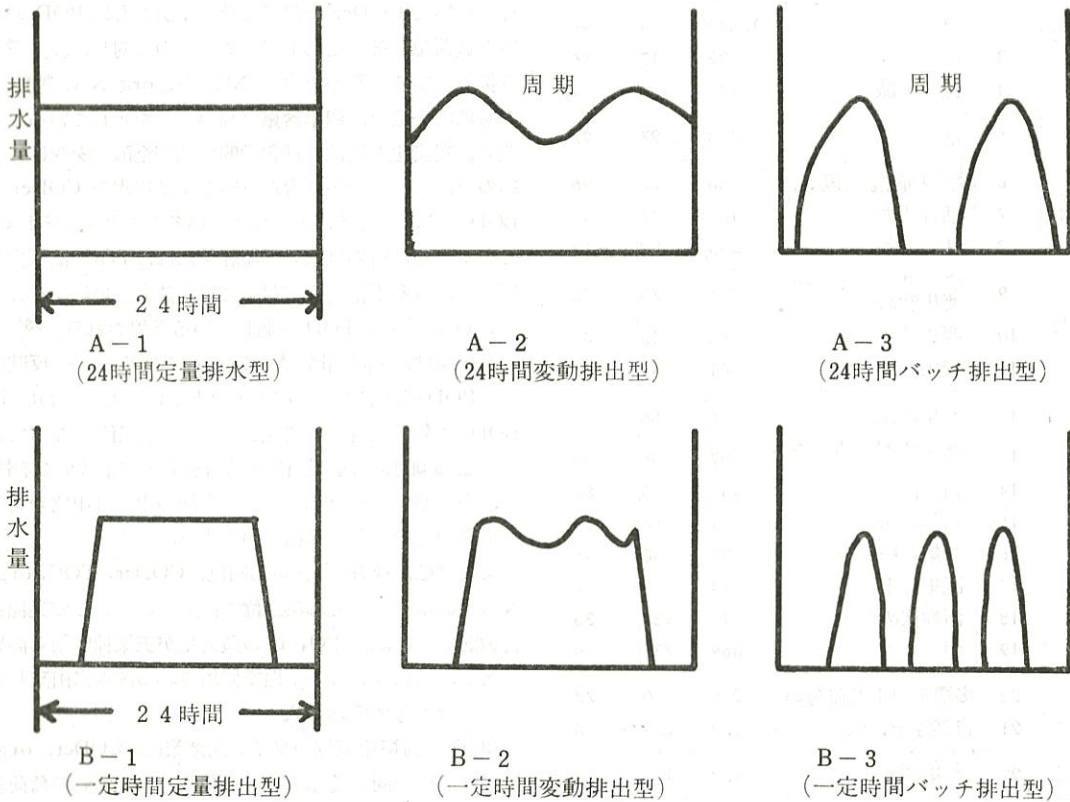 排水量
周期
周期
24時間
A-1
(24時間定量排水型)
A-2
(24時間変動排出型)
A-3
(24時間バッチ排出型)
排水量
24時間
B-1
(一定時間定量排出型)
B-2
(一定時間変動排出型)
B-3
(一定時間バッチ排出型)